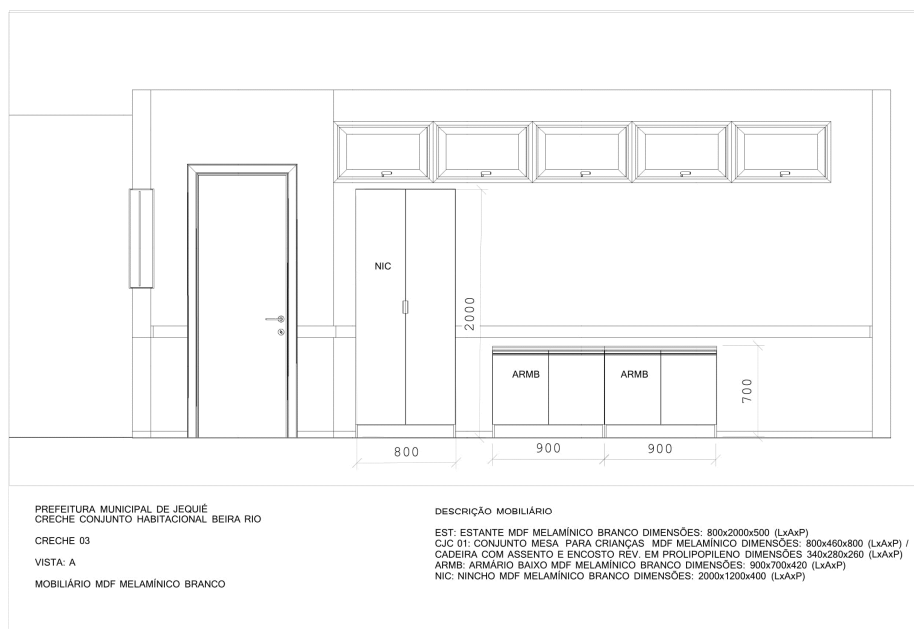 NIC
2000
ARMB
ARMB
700
800
900
900
PREFEITURA MUNICIPAL DE JEQUIÉ
CRECHE CONJUNTO HABITACIONAL BEIRA RIO
CRECHE 03
VISTA: A
MOBILIÁRIO MDF MELAMÍNICO BRANCO
DESCRIÇÃO MOBILIÁRIO
EST: ESTANTE MDF MELAMÍNICO BRANCO DIMENSÕES: 800x2000x500 (LxAxP)
CJC 01: CONJUNTO MESA PARA CRIANÇAS MDF MELAMÍNICO DIMENSÕES: 800x460x800 (LxAxP) /
CADEIRA COM ASSENTO E ENCOSTO REV. EM PROLIPOPILENO DIMENSÕES 340x280x260 (LxAxP)
ARMB: ARMÁRIO BAIXO MDF MELAMÍNICO BRANCO DIMENSÕES: 900x700x420 (LxAxP)
NIC: NINCHO MDF MELAMÍNICO BRANCO DIMENSÕES: 2000x1200x400 (LxAxP)